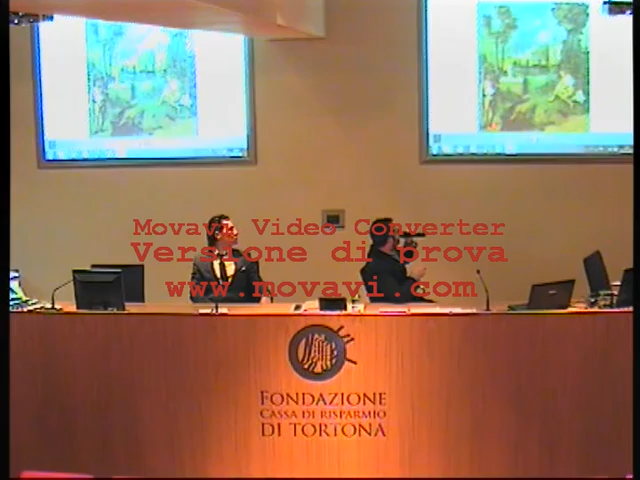 Movavi Video Converter
Versione di prova
www.movavi.com
FONDAZIONE
CASSA DI RISPARMIO
DI TORTONA